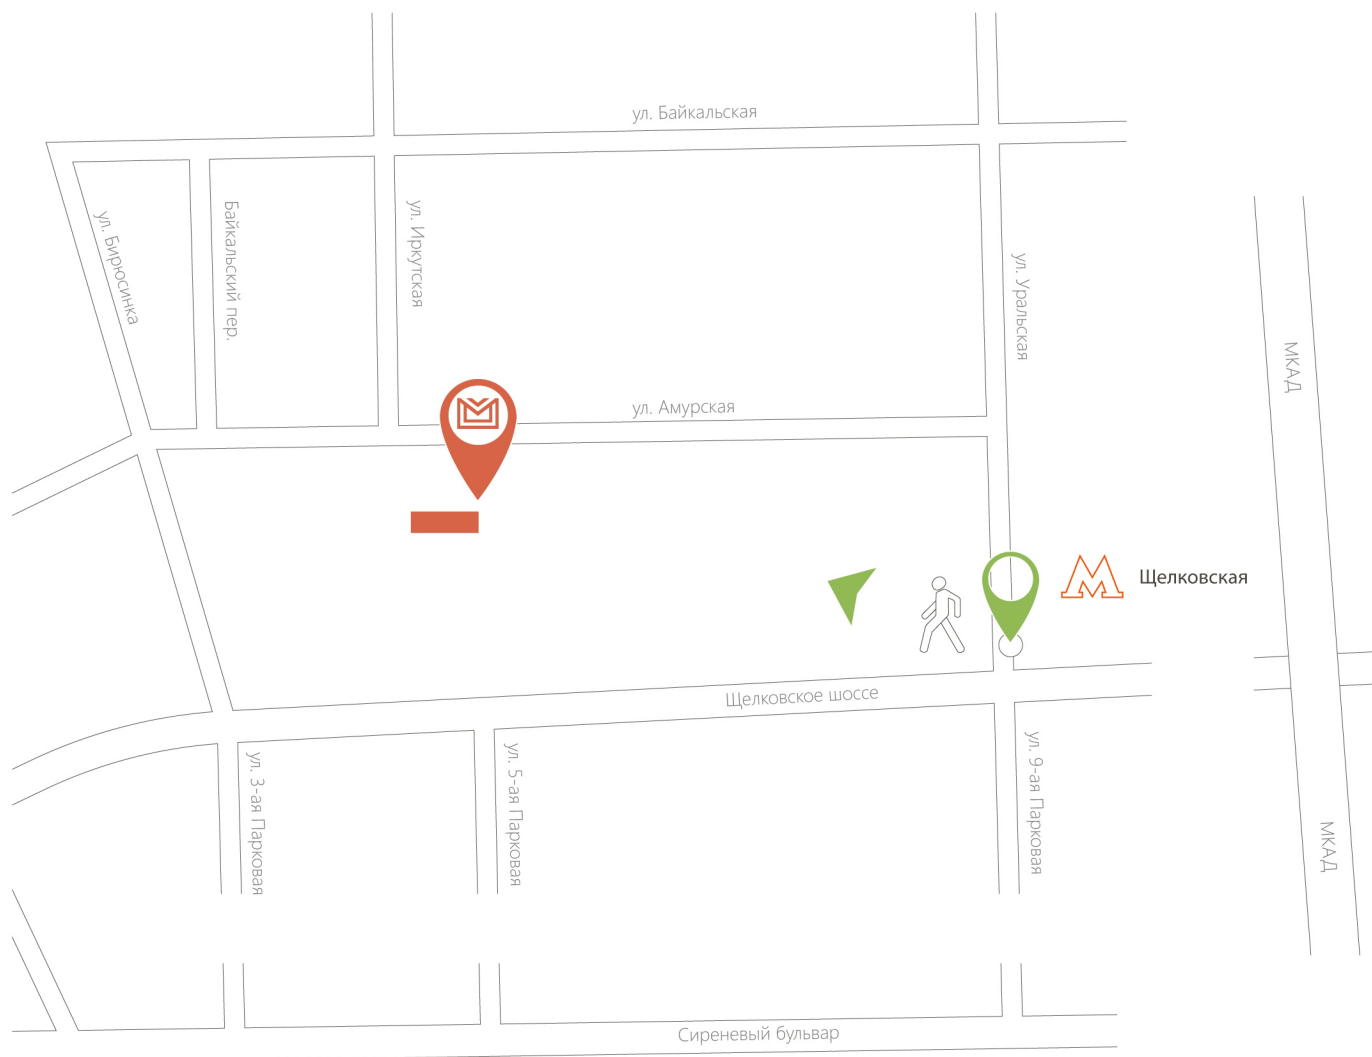 ул. Байкальская
ул. Бирюсинка
Байкальский пер.
ул. Иркутская
ул. Уральская
МКАД
ул. Амурская
Щелковская
Щелковское шоссе
ул. 3-ая Парковая
ул. 5-ая Парковая
ул. 9-ая Парковая
МКАД
Сиреневый бульвар